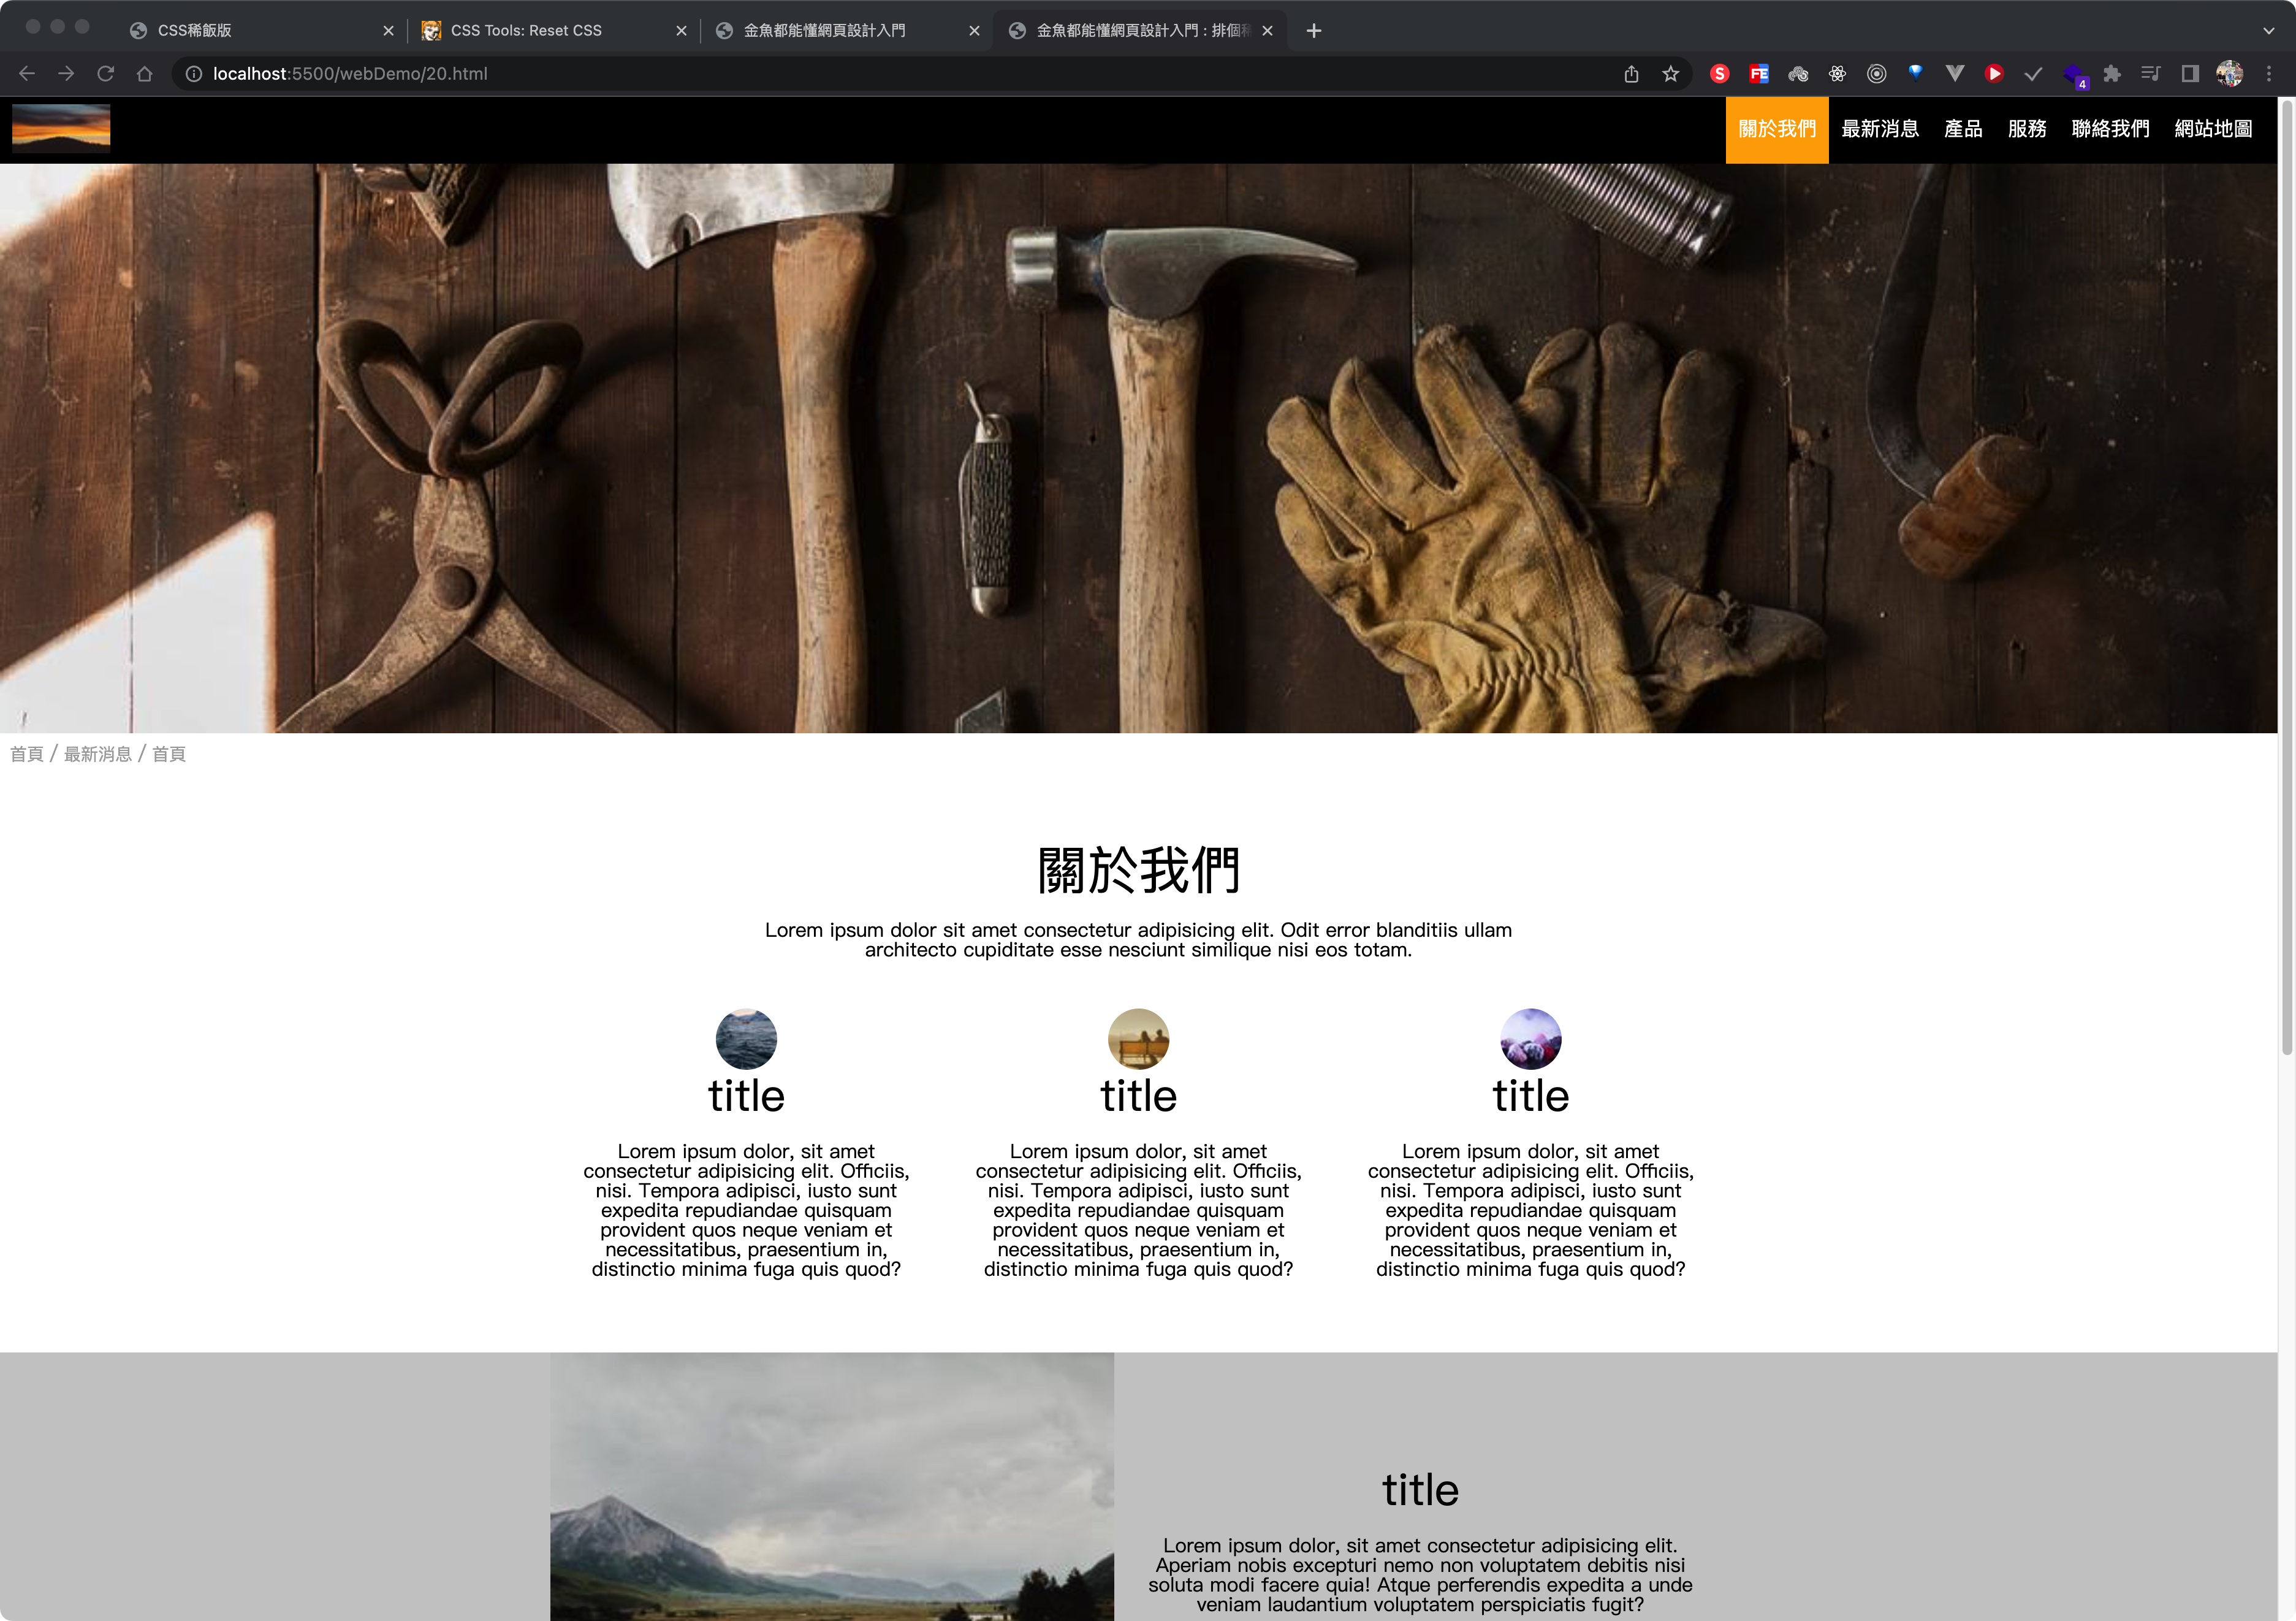 CSS稀飯版
CSS Tools: Reset CSS
金魚都能懂網頁設計入門
金魚都能懂網頁設計入門 : 排個
localhost:5500/webDemo/20.html
S
FE
4
關於我們
最新消息
產品
服務
聯絡我們
網站地圖
首頁 / 最新消息 / 首頁
關於我們
Lorem ipsum dolor sit amet consectetur adipisicing elit. Odit error blanditiis ullam
architecto cupiditate esse nesciunt similique nisi eos totam.
title
Lorem ipsum dolor, sit amet
consectetur adipisicing elit. Officiis,
nisi. Tempora adipisci, iusto sunt
expedita repudiandae quisquam
provident quos neque veniam et
necessitatibus, praesentium in,
distinctio minima fuga quis quod?
title
Lorem ipsum dolor, sit amet
consectetur adipisicing elit. Officiis,
nisi. Tempora adipisci, iusto sunt
expedita repudiandae quisquam
provident quos neque veniam et
necessitatibus, praesentium in,
distinctio minima fuga quis quod?
title
Lorem ipsum dolor, sit amet
consectetur adipisicing elit. Officiis,
nisi. Tempora adipisci, iusto sunt
expedita repudiandae quisquam
provident quos neque veniam et
necessitatibus, praesentium in,
distinctio minima fuga quis quod?
title
Lorem ipsum dolor, sit amet consectetur adipisicing elit.
Aperiam nobis excepturi nemo non voluptatem debitis nisi
soluta modi facere quia! Atque perferendis expedita a unde
veniam laudantium voluptatem perspiciatis fugit?